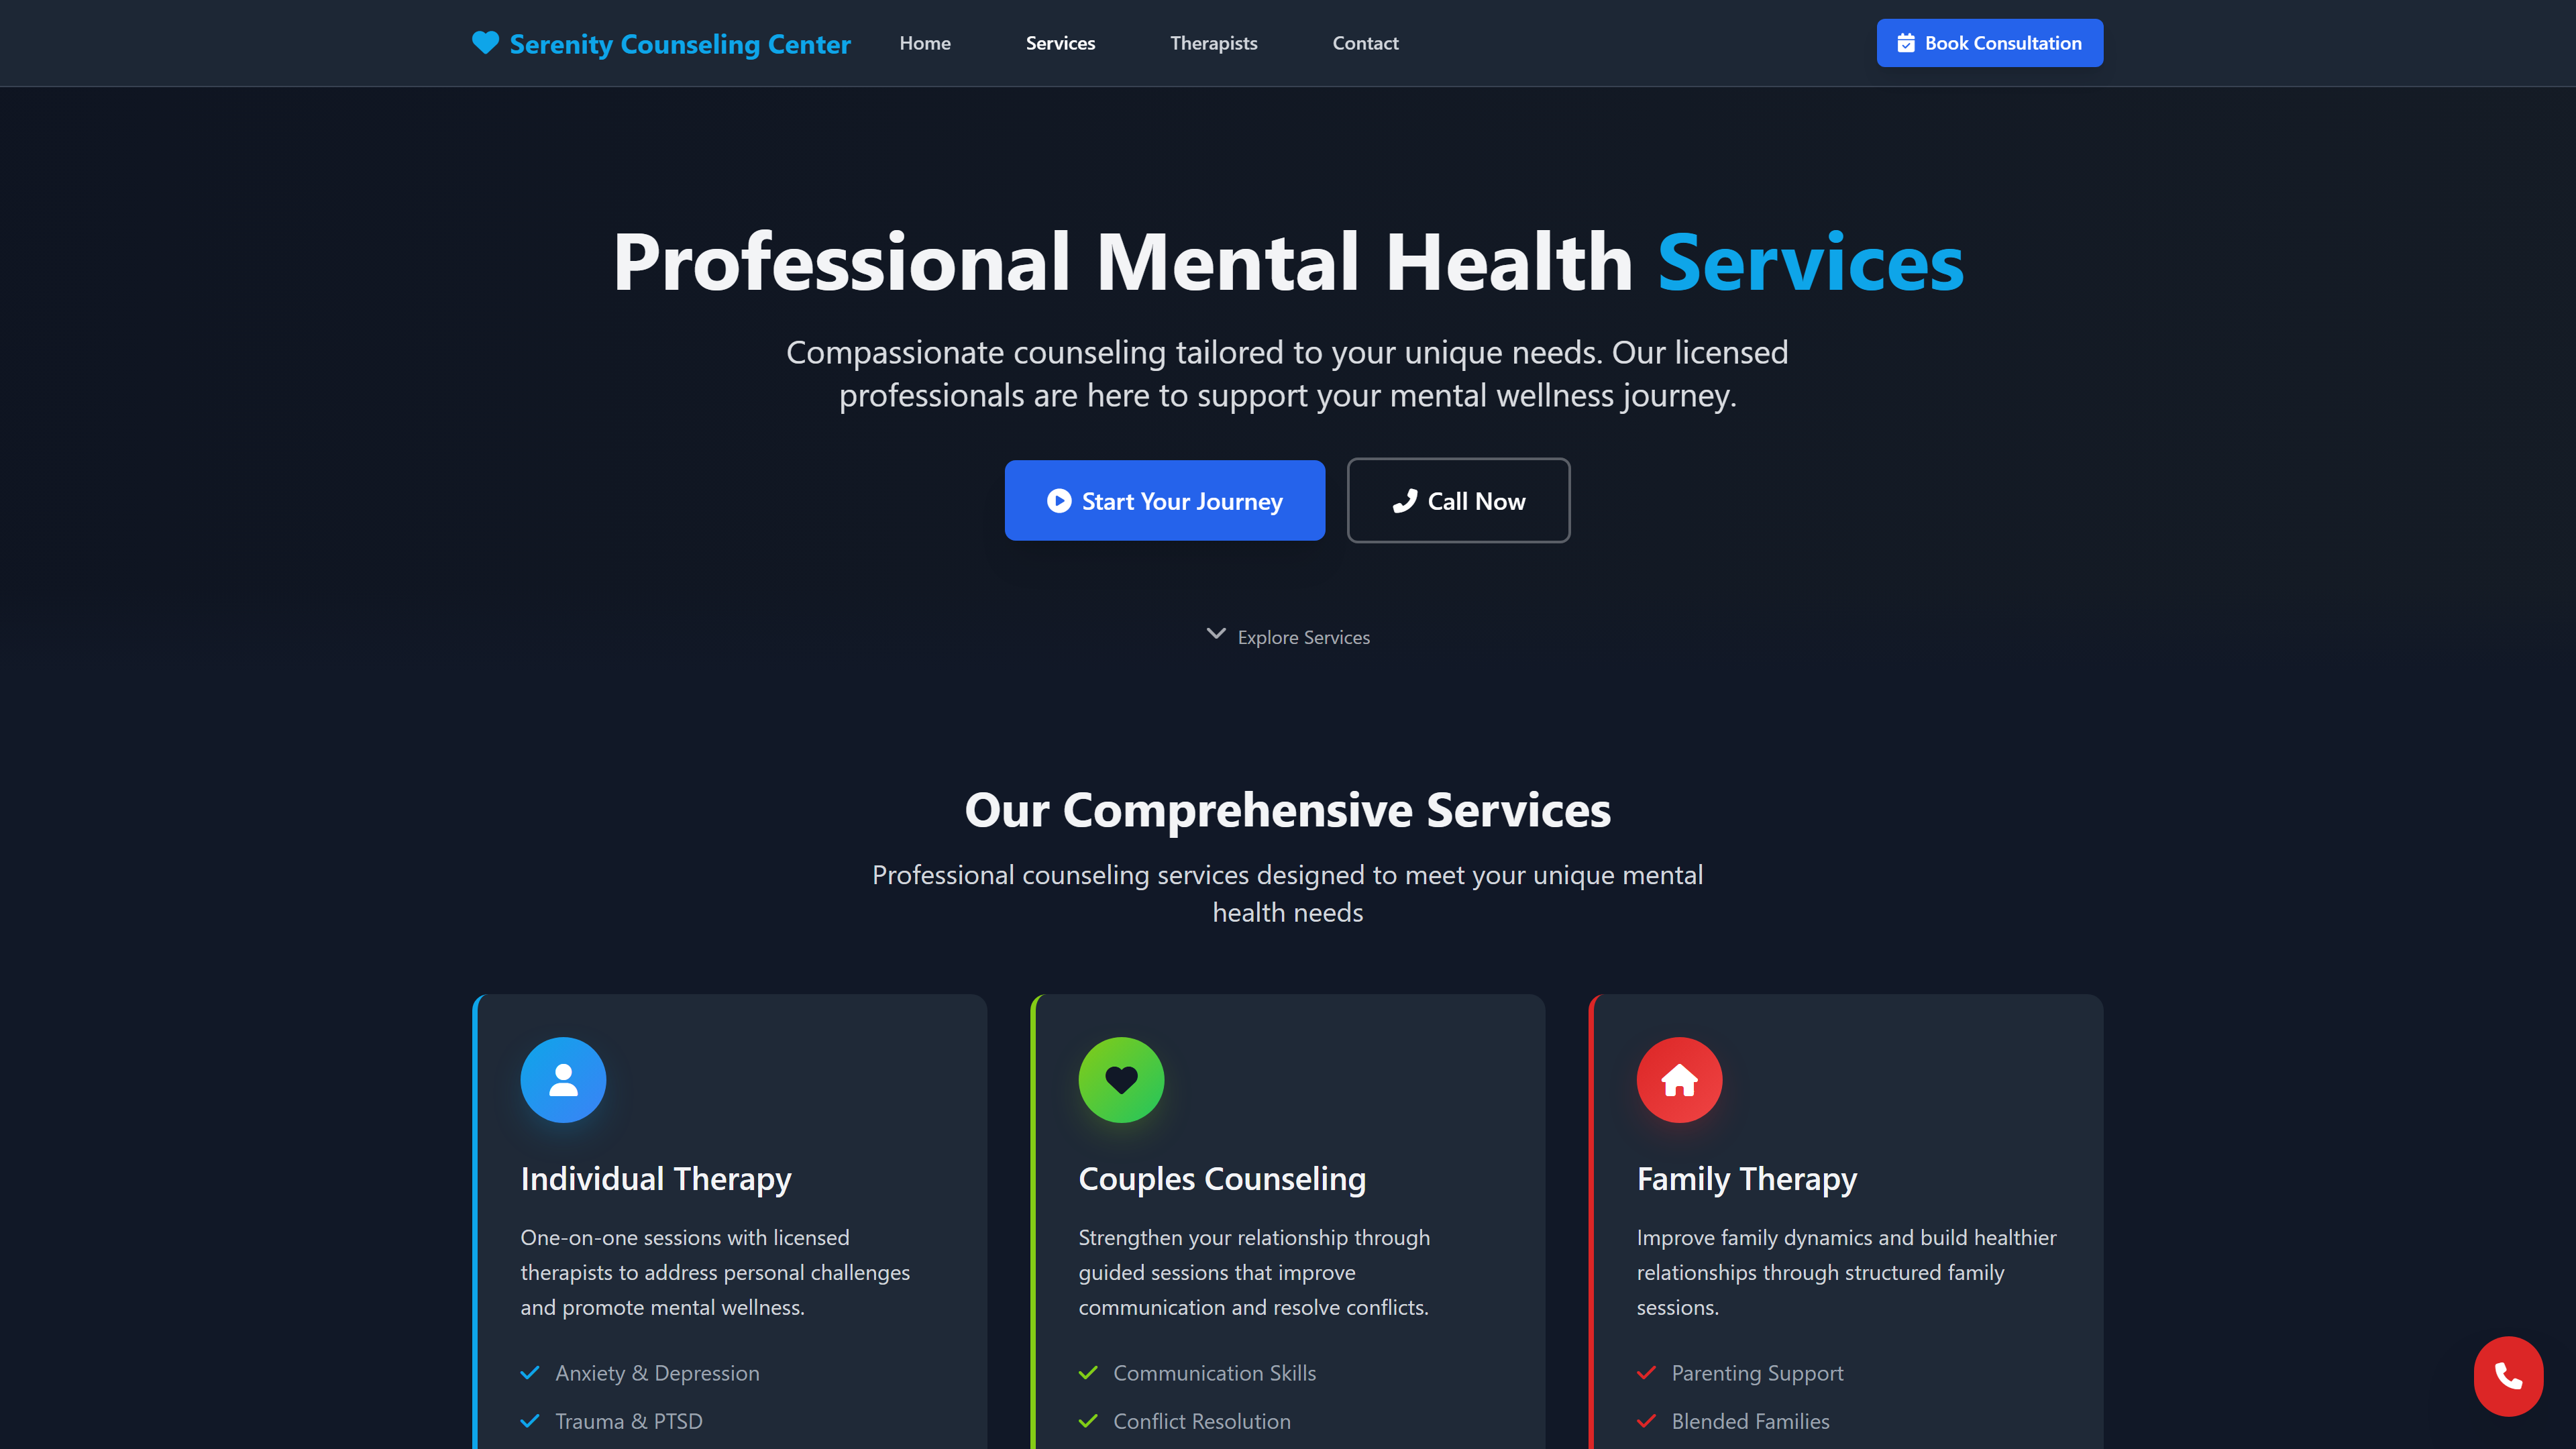 Serenity Counseling Center
Home
Services
Therapists
Contact
Book Consultation
Professional Mental Health Services
Compassionate counseling tailored to your unique needs. Our licensed
professionals are here to support your mental wellness journey.
Start Your Journey
Call Now
Explore Services
Our Comprehensive Services
Professional counseling services designed to meet your unique mental
health needs
Individual Therapy
One-on-one sessions with licensed
therapists to address personal challenges
and promote mental wellness.
Anxiety & Depression
Trauma & PTSD
Couples Counseling
Strengthen your relationship through
guided sessions that improve
communication and resolve conflicts.
Communication Skills
Conflict Resolution
Family Therapy
Improve family dynamics and build healthier
relationships through structured family
sessions.
Parenting Support
Blended Families